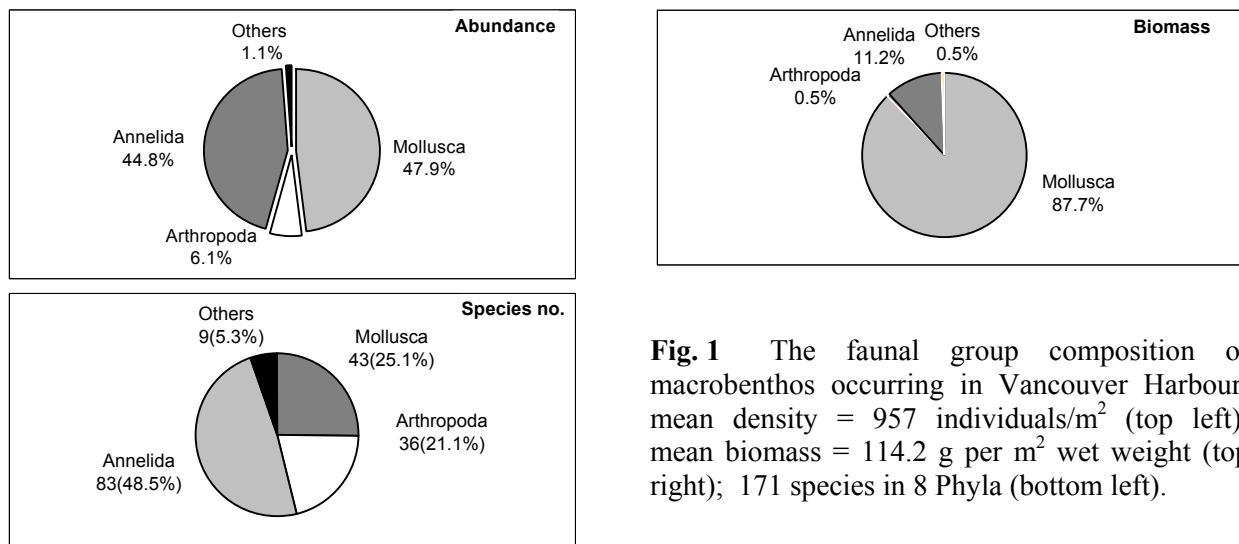 Abundance
Others
1.1%
Annelida
44.8%
Mollusca
47.9%
Arthropoda
6.1%
Biomass
Annelida
11.2%
Others
0.5%
Arthropoda
0.5%
Mollusca
87.7%
Species no.
Others
9(5.3%)
Mollusca
43(25.1%)
Arthropoda
36(21.1%)
Annelida
83(48.5%)
Fig. 1 The faunal group composition o
macrobenthos occurring in Vancouver Harbour
mean density = 957 individuals/m² (top left)
mean biomass = 114.2 g per m² wet weight (top
right); 171 species in 8 Phyla (bottom left).